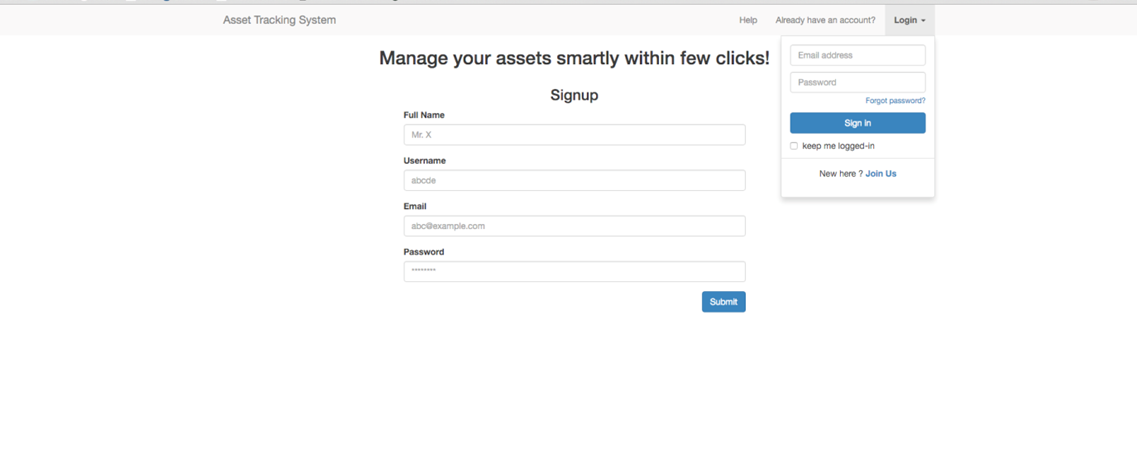 Asset Tracking System
Help
Already have an account?
Login
Manage your assets smartly within few clicks!
Signup
Full Name
Mr. X
Username
abcde
Email
abc@example.com
Password
********
Submit
Email address
Password
Forgot password?
Sign in
keep me logged-in
New here ? Join Us